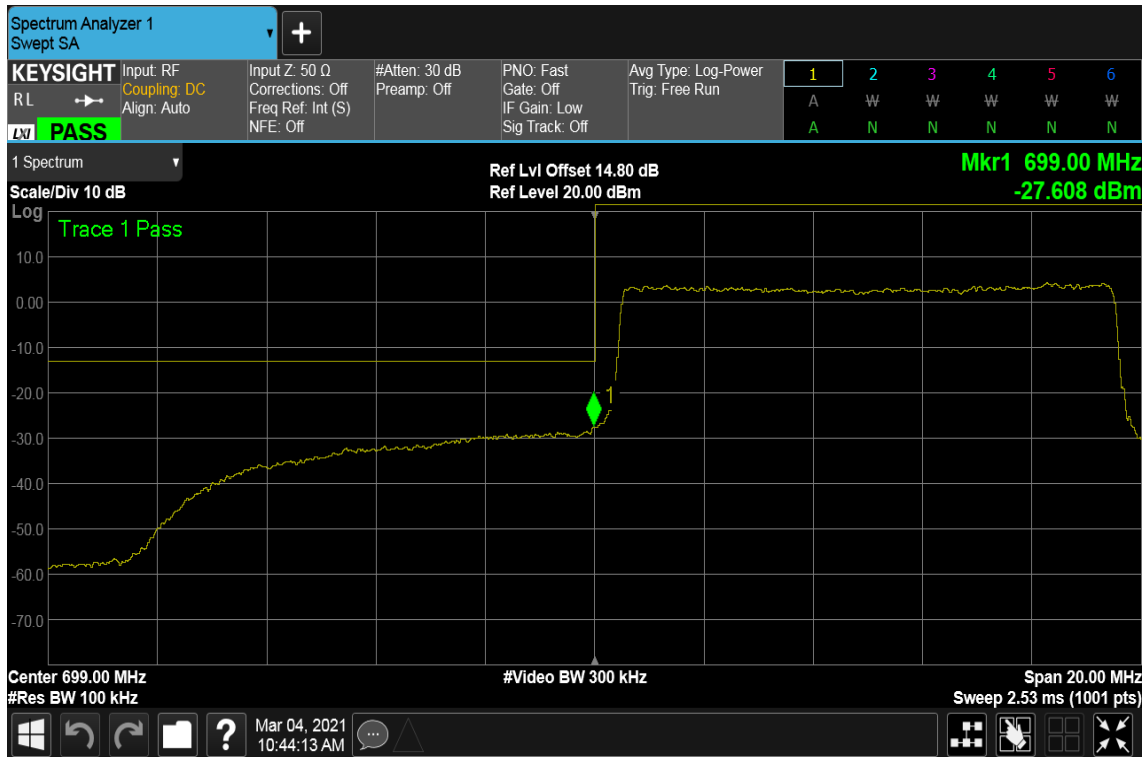 Spectrum Analyzer 1
Swept SA
▼
+
KEYSIGHT
R L
LXI PASS
Input: RF
Coupling: DC
Align: Auto
Input Z: 50 Ω
Corrections: Off
Freq Ref: Int (S)
NFE: Off
#Atten: 30 dB
Preamp: Off
PNO: Fast
Gate: Off
IF Gain: Low
Sig Track: Off
Avg Type: Log-Power
Trig: Free Run
1 2 3 4 5 6
A W W W W W
A N N N N N
1 Spectrum ▼
Scale/Div 10 dB
Ref Lvl Offset 14.80 dB
Ref Level 20.00 dBm
Mkr1 699.00 MHz
-27.608 dBm
Log
Trace 1 Pass
10.0
0.00
-10.0
-20.0
1
-30.0
-40.0
-50.0
-60.0
-70.0
Center 699.00 MHz
#Res BW 100 kHz
#Video BW 300 kHz
Span 20.00 MHz
Sweep 2.53 ms (1001 pts)
?
Mar 04, 2021
10:44:13 AM